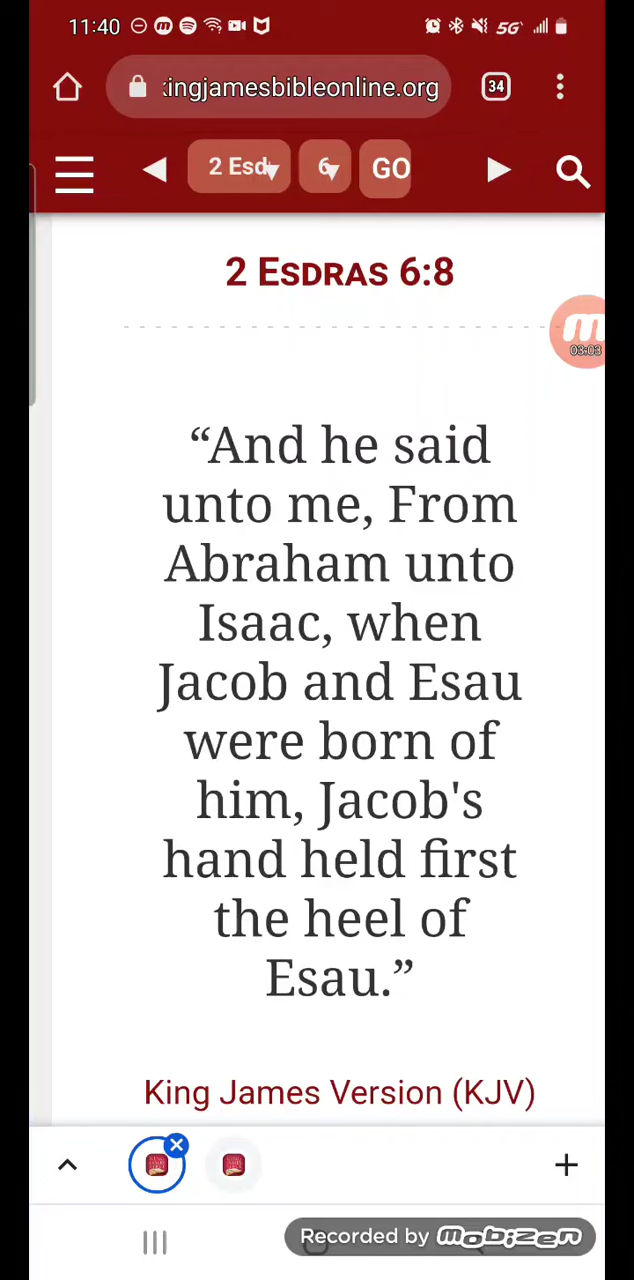 11:40 5G
:ingjamesbibleonline.org 34
2 Esd 6 GO
2 Esdras 6:8
03:03
“And he said
unto me, From
Abraham unto
Isaac, when
Jacob and Esau
were born of
him, Jacob's
hand held first
the heel of
Esau.”
King James Version (KJV)
Recorded by mobizen